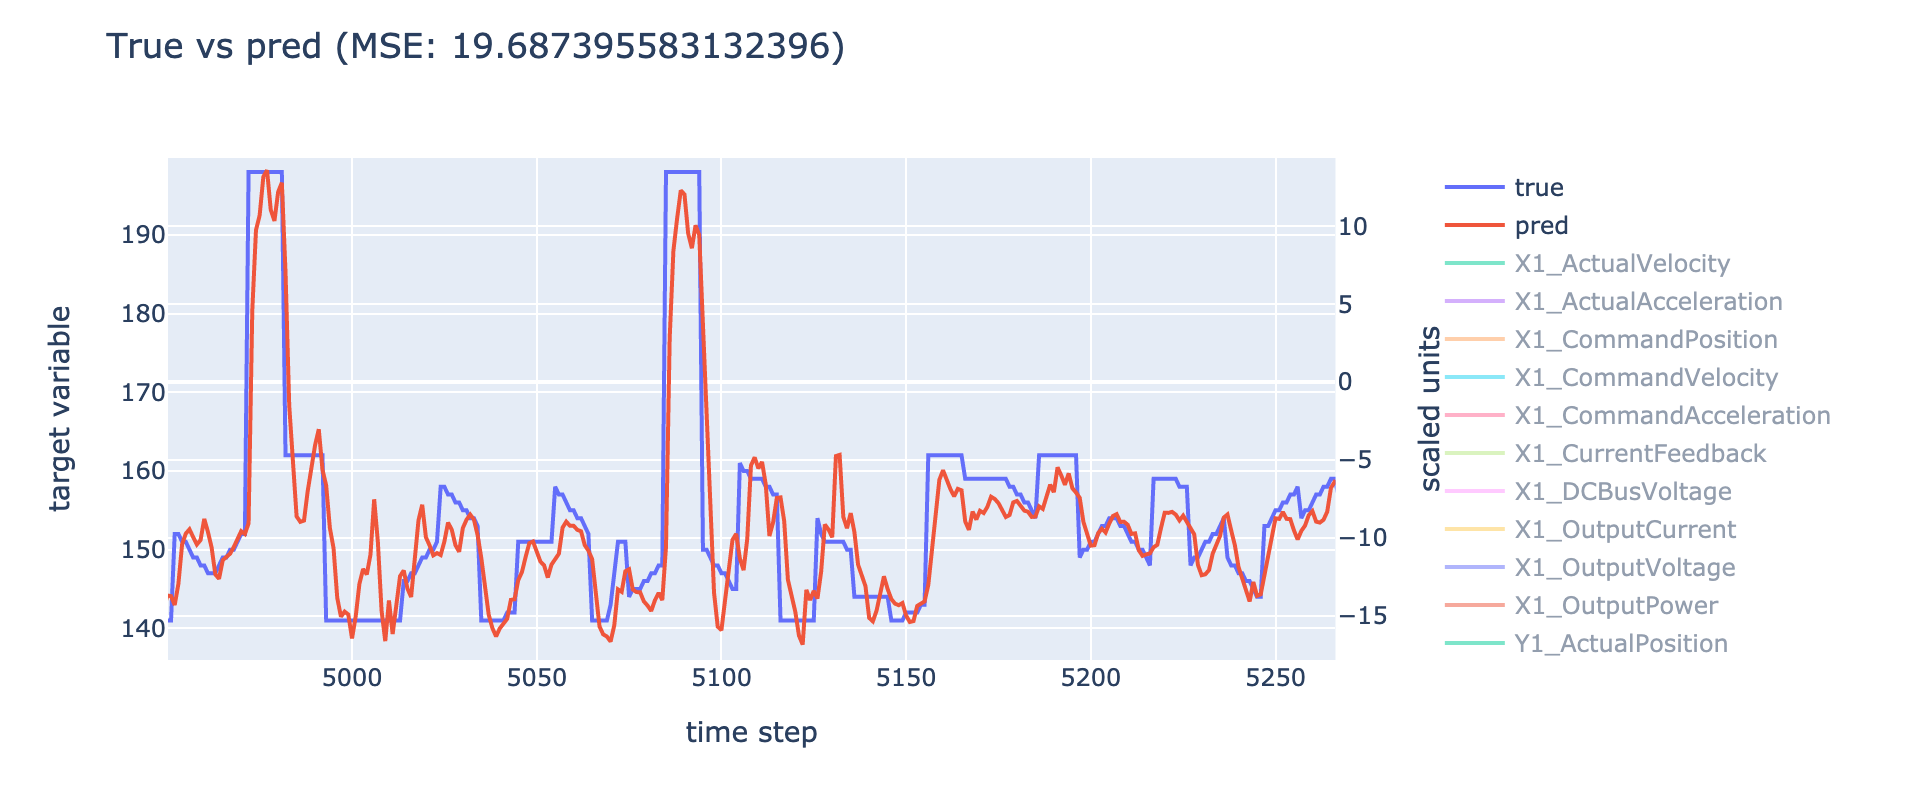 True vs pred (MSE: 19.687395583132396)
190
180
170
160
150
140
target variable
5000
5050
5100
5150
5200
5250
time step
10
5
0
−5
−10
−15
scaled units
true
pred
X1_ActualVelocity
X1_ActualAcceleration
X1_CommandPosition
X1_CommandVelocity
X1_CommandAcceleration
X1_CurrentFeedback
X1_DCBusVoltage
X1_OutputCurrent
X1_OutputVoltage
X1_OutputPower
Y1_ActualPosition